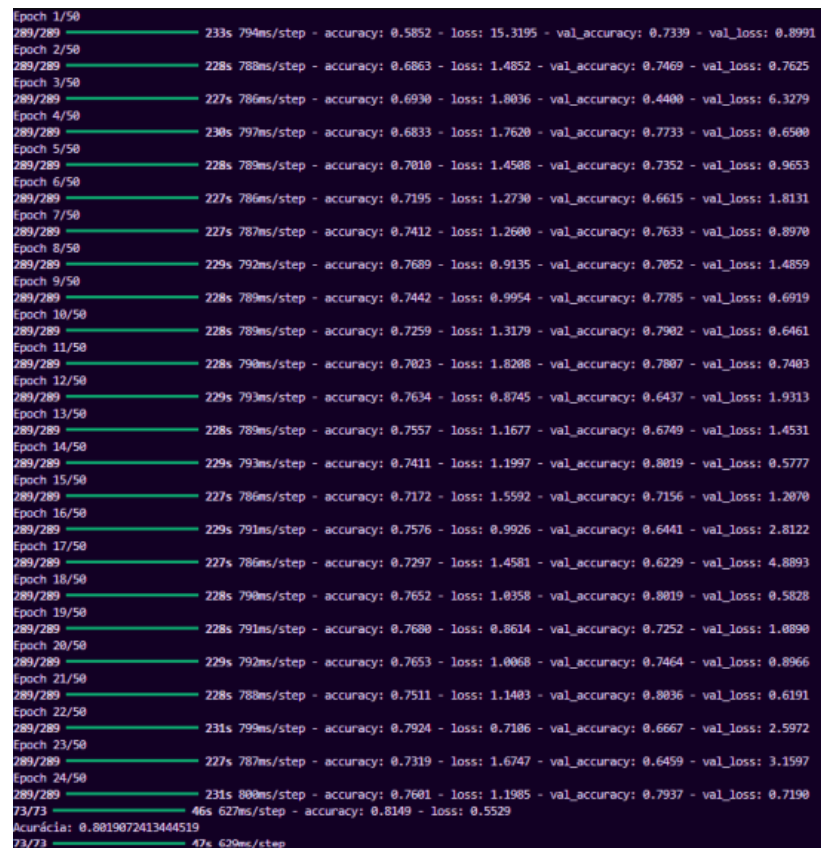 Epoch 1/50
289/289 233s 794ms/step - accuracy: 0.5852 - loss: 15.3195 - val_accuracy: 0.7339 - val_loss: 0.8991
Epoch 2/50
289/289 228s 788ms/step - accuracy: 0.6863 - loss: 1.4852 - val_accuracy: 0.7469 - val_loss: 0.7625
Epoch 3/50
289/289 227s 786ms/step - accuracy: 0.6930 - loss: 1.8036 - val_accuracy: 0.4400 - val_loss: 6.3279
Epoch 4/50
289/289 230s 797ms/step - accuracy: 0.6833 - loss: 1.7620 - val_accuracy: 0.7733 - val_loss: 0.6500
Epoch 5/50
289/289 228s 789ms/step - accuracy: 0.7010 - loss: 1.4508 - val_accuracy: 0.7352 - val_loss: 0.9653
Epoch 6/50
289/289 227s 786ms/step - accuracy: 0.7195 - loss: 1.2730 - val_accuracy: 0.6615 - val_loss: 1.8131
Epoch 7/50
289/289 227s 787ms/step - accuracy: 0.7412 - loss: 1.2600 - val_accuracy: 0.7633 - val_loss: 0.8970
Epoch 8/50
289/289 229s 792ms/step - accuracy: 0.7689 - loss: 0.9135 - val_accuracy: 0.7052 - val_loss: 1.4859
Epoch 9/50
289/289 228s 789ms/step - accuracy: 0.7442 - loss: 0.9954 - val_accuracy: 0.7785 - val_loss: 0.6919
Epoch 10/50
289/289 228s 789ms/step - accuracy: 0.7259 - loss: 1.3179 - val_accuracy: 0.7902 - val_loss: 0.6461
Epoch 11/50
289/289 228s 790ms/step - accuracy: 0.7023 - loss: 1.8208 - val_accuracy: 0.7807 - val_loss: 0.7403
Epoch 12/50
289/289 229s 793ms/step - accuracy: 0.7634 - loss: 0.8745 - val_accuracy: 0.6437 - val_loss: 1.9313
Epoch 13/50
289/289 228s 789ms/step - accuracy: 0.7557 - loss: 1.1677 - val_accuracy: 0.6749 - val_loss: 1.4531
Epoch 14/50
289/289 229s 793ms/step - accuracy: 0.7411 - loss: 1.1997 - val_accuracy: 0.8019 - val_loss: 0.5777
Epoch 15/50
289/289 227s 786ms/step - accuracy: 0.7172 - loss: 1.5592 - val_accuracy: 0.7156 - val_loss: 1.2070
Epoch 16/50
289/289 229s 791ms/step - accuracy: 0.7576 - loss: 0.9926 - val_accuracy: 0.6441 - val_loss: 2.8122
Epoch 17/50
289/289 227s 786ms/step - accuracy: 0.7297 - loss: 1.4581 - val_accuracy: 0.6229 - val_loss: 4.8893
Epoch 18/50
289/289 228s 790ms/step - accuracy: 0.7652 - loss: 1.0358 - val_accuracy: 0.8019 - val_loss: 0.5828
Epoch 19/50
289/289 228s 791ms/step - accuracy: 0.7680 - loss: 0.8614 - val_accuracy: 0.7252 - val_loss: 1.0890
Epoch 20/50
289/289 229s 792ms/step - accuracy: 0.7653 - loss: 1.0068 - val_accuracy: 0.7464 - val_loss: 0.8966
Epoch 21/50
289/289 228s 788ms/step - accuracy: 0.7511 - loss: 1.1403 - val_accuracy: 0.8036 - val_loss: 0.6191
Epoch 22/50
289/289 231s 799ms/step - accuracy: 0.7924 - loss: 0.7106 - val_accuracy: 0.6667 - val_loss: 2.5972
Epoch 23/50
289/289 227s 787ms/step - accuracy: 0.7319 - loss: 1.6747 - val_accuracy: 0.6459 - val_loss: 3.1597
Epoch 24/50
289/289 231s 800ms/step - accuracy: 0.7601 - loss: 1.1985 - val_accuracy: 0.7937 - val_loss: 0.7190
73/73 46s 627ms/step - accuracy: 0.8149 - loss: 0.5529
Acurácia: 0.8019072413444519
73/73 47s 629ms/step